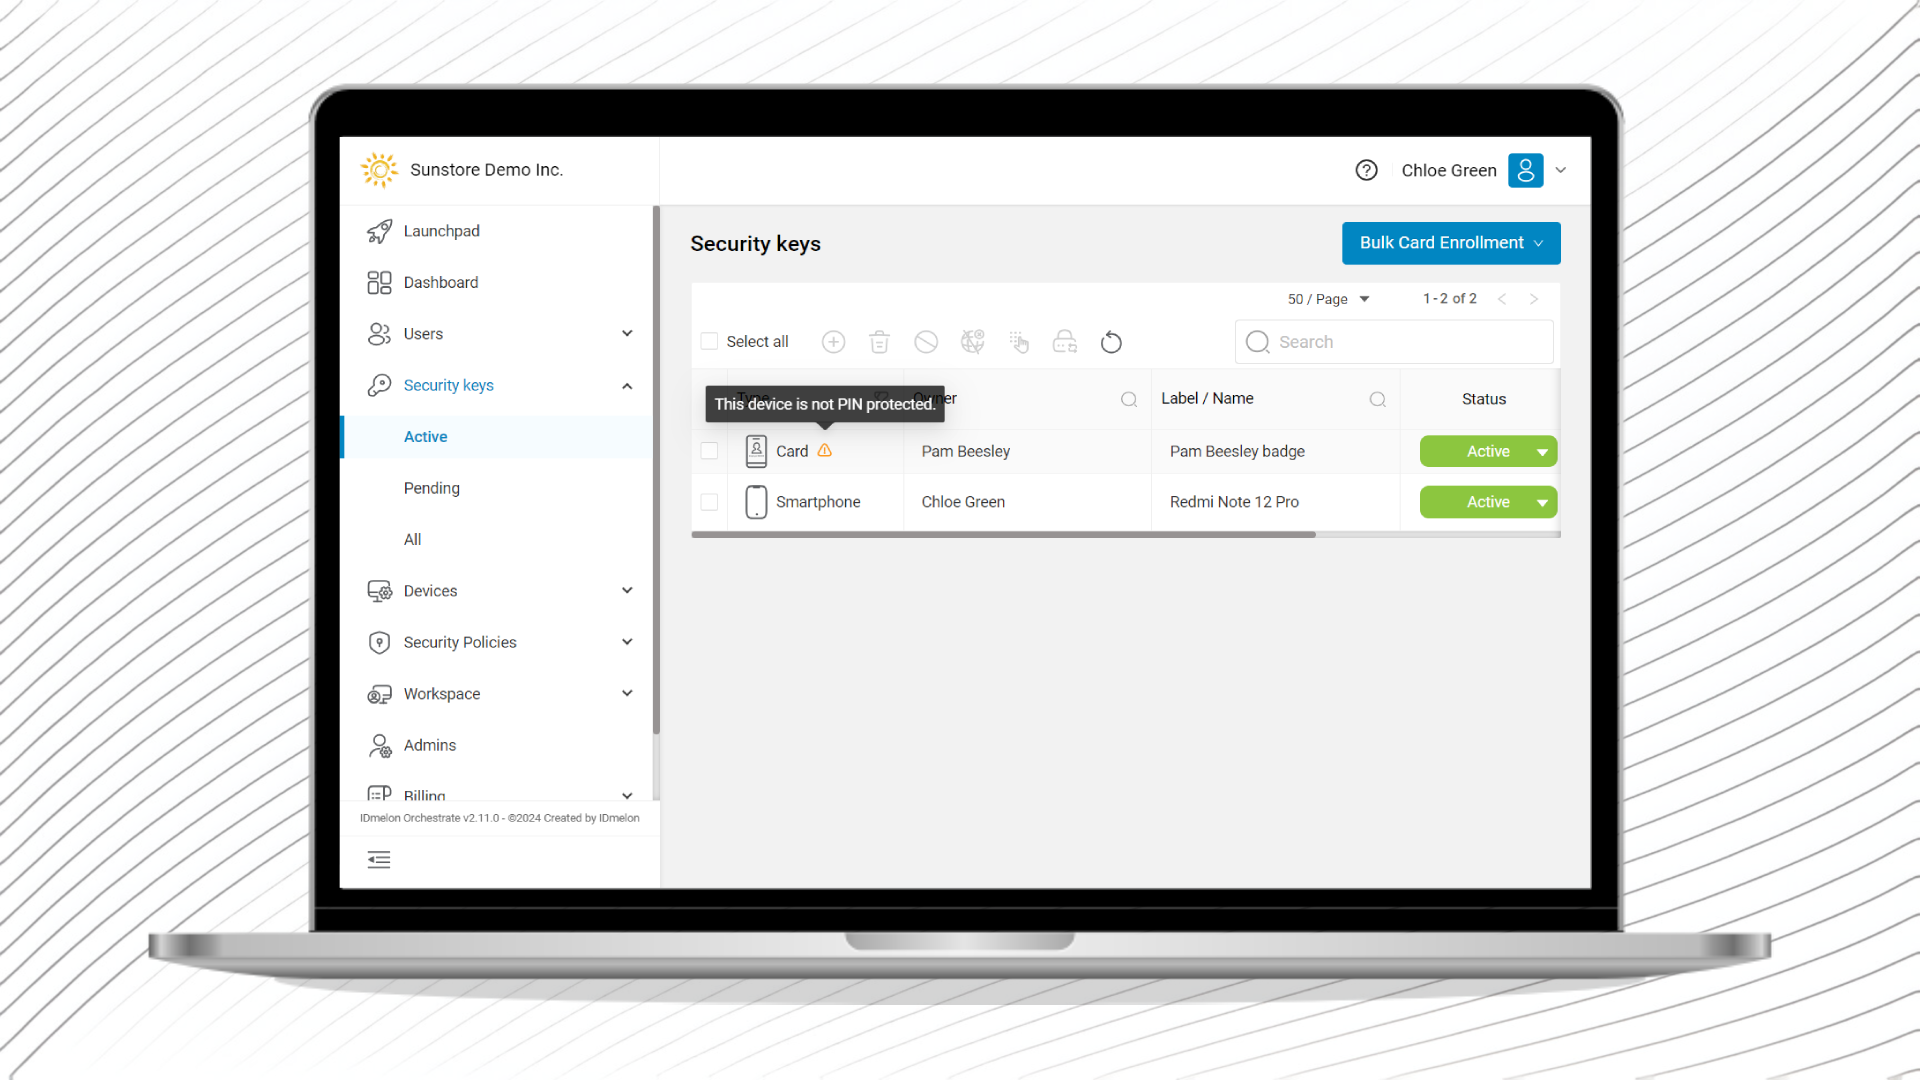 Sunstore Demo Inc.
Chloe Green
Launchpad
Dashboard
Users
Security keys
Active
Pending
All
Devices
Security Policies
Workspace
Admins
Billing
IDmelon Orchestrate v2.11.0 - ©2024 Created by IDmelon
Security keys
Bulk Card Enrollment
50 / Page
1 - 2 of 2
Select all
Search
Type
Owner
Label / Name
Status
This device is not PIN protected.
Card
Pam Beesley
Pam Beesley badge
Active
Smartphone
Chloe Green
Redmi Note 12 Pro
Active